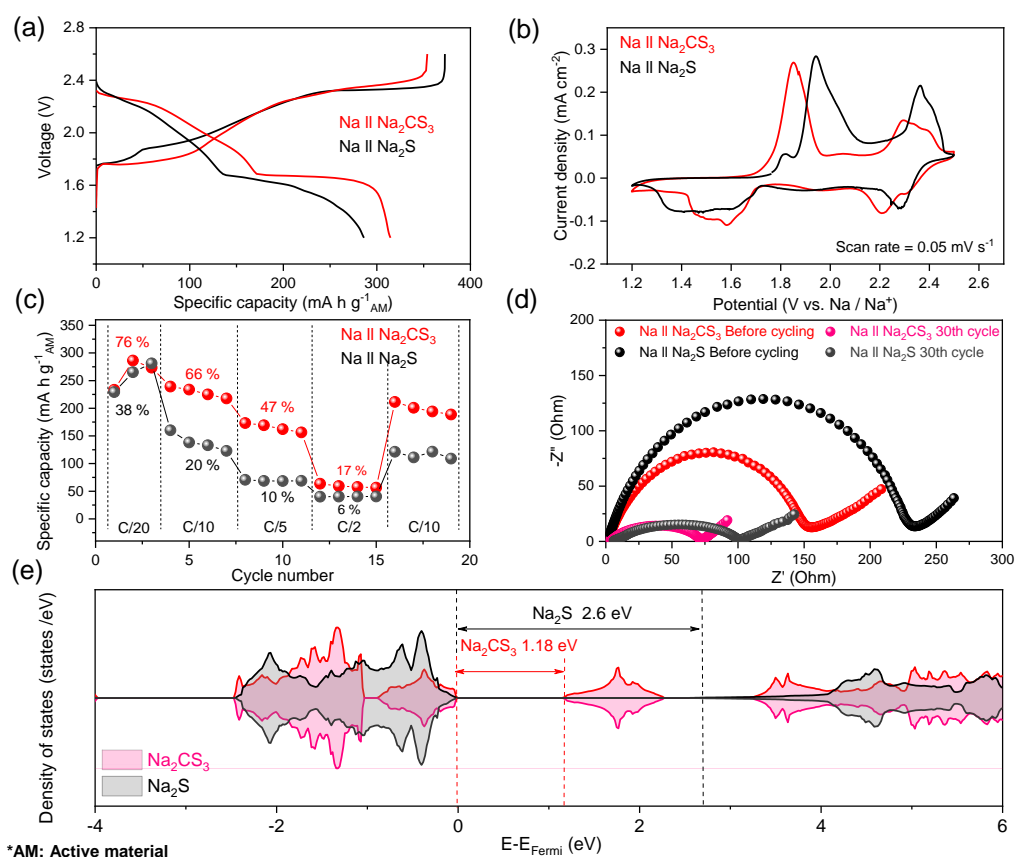 (a)
2.8
2.4
2.0
1.6
1.2
Voltage (V)
Na ll Na₂CS₃
Na ll Na₂S
0 100 200 300 400
Specific capacity (mA h g⁻¹AM)
(b)
Na ll Na₂CS₃
Na ll Na₂S
0.3
0.2
0.1
0.0
-0.1
-0.2
Current density (mA cm⁻²)
Scan rate = 0.05 mV s⁻¹
1.2 1.4 1.6 1.8 2.0 2.2 2.4 2.6
Potential (V vs. Na / Na⁺)
(c)
350
300
250
200
150
100
50
0
Specific capacity (mA h g⁻¹AM)
Na ll Na₂CS₃
Na ll Na₂S
76 %
66 %
47 %
17 %
38 %
20 %
10 %
6 %
C/20 C/10 C/5 C/2 C/10
0 5 10 15 20
Cycle number
(d)
-200
-150
-100
-50
0
-Z" (Ohm)
Na ll Na₂CS₃ Before cycling
Na ll Na₂CS₃ 30th cycle
Na ll Na₂S Before cycling
Na ll Na₂S 30th cycle
0 50 100 150 200 250 300
Z' (Ohm)
(e)
Density of states (states /eV)
Na₂S 2.6 eV
Na₂CS₃ 1.18 eV
Na₂CS₃
Na₂S
-4 -2 0 2 4 6
E-EFermi (eV)
*AM: Active material